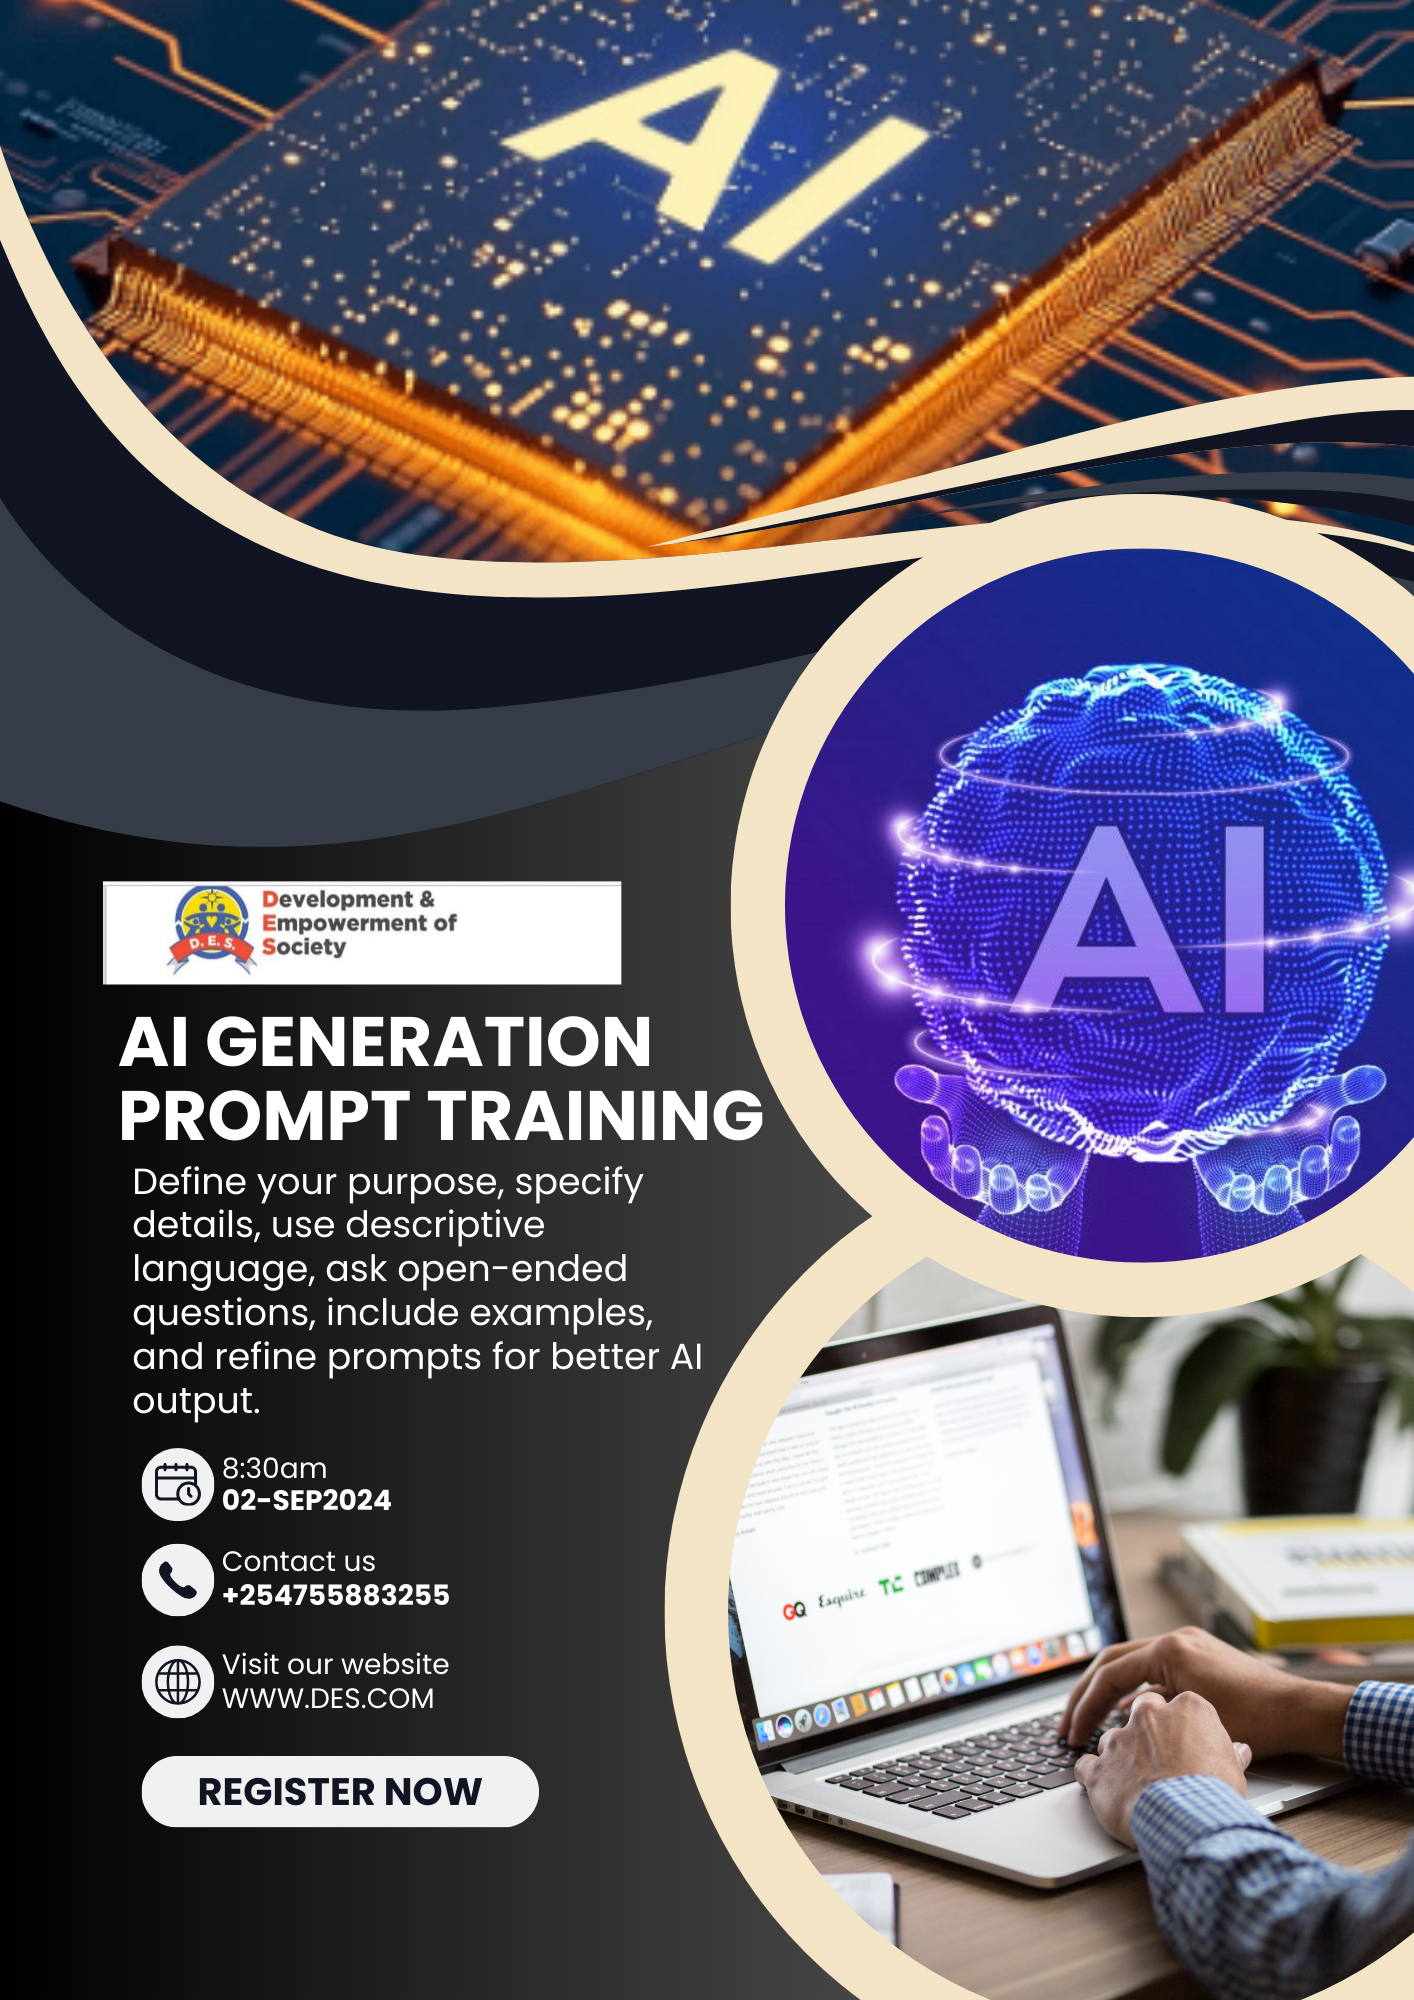 AI
AI
D. E. S.
Development &
Empowerment of
Society
AI GENERATION
PROMPT TRAINING
Define your purpose, specify
details, use descriptive
language, ask open-ended
questions, include examples,
and refine prompts for better AI
output.
8:30am
02-SEP2024
Contact us
+254755883255
Visit our website
WWW.DES.COM
REGISTER NOW
GQ Esquire TC COMPLEX